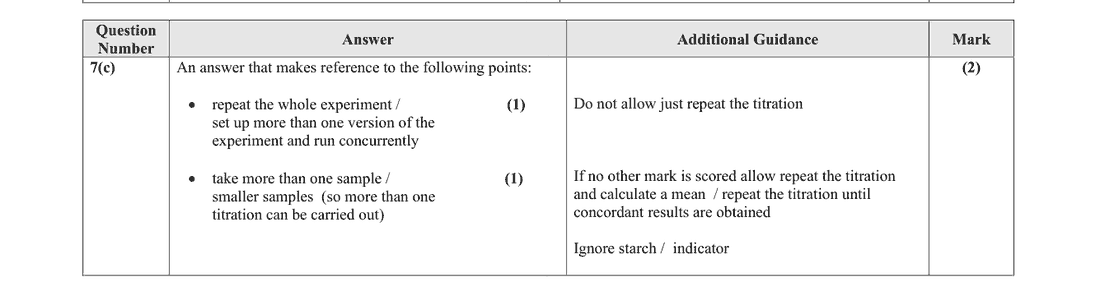 Question Number
Answer
Additional Guidance
Mark
7(c)
An answer that makes reference to the following points:
(2)
• repeat the whole experiment / (1)
set up more than one version of the
experiment and run concurrently
Do not allow just repeat the titration
• take more than one sample / (1)
smaller samples (so more than one
titration can be carried out)
If no other mark is scored allow repeat the titration
and calculate a mean / repeat the titration until
concordant results are obtained
Ignore starch / indicator